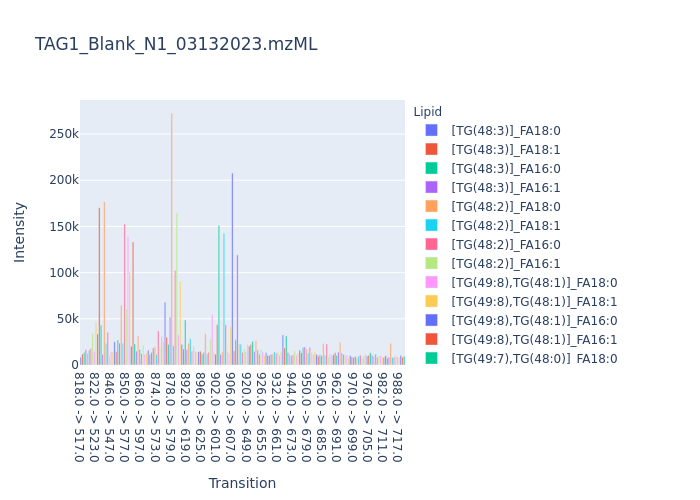 TAG1_Blank_N1_03132023.mzML
Lipid
[TG(48:3)]_FA18:0
[TG(48:3)]_FA18:1
[TG(48:3)]_FA16:0
[TG(48:3)]_FA16:1
[TG(48:2)]_FA18:0
[TG(48:2)]_FA18:1
[TG(48:2)]_FA16:0
[TG(48:2)]_FA16:1
[TG(49:8),TG(48:1)]_FA18:0
[TG(49:8),TG(48:1)]_FA18:1
[TG(49:8),TG(48:1)]_FA16:0
[TG(49:8),TG(48:1)]_FA16:1
[TG(49:7),TG(48:0)]_FA18:0
Intensity
250k
200k
150k
100k
50k
0
818.0 -> 517.0
822.0 -> 523.0
846.0 -> 547.0
850.0 -> 577.0
868.0 -> 597.0
874.0 -> 573.0
878.0 -> 579.0
892.0 -> 619.0
896.0 -> 625.0
902.0 -> 601.0
906.0 -> 607.0
920.0 -> 649.0
926.0 -> 655.0
932.0 -> 661.0
944.0 -> 673.0
950.0 -> 679.0
956.0 -> 685.0
962.0 -> 691.0
970.0 -> 699.0
976.0 -> 705.0
982.0 -> 711.0
988.0 -> 717.0
Transition